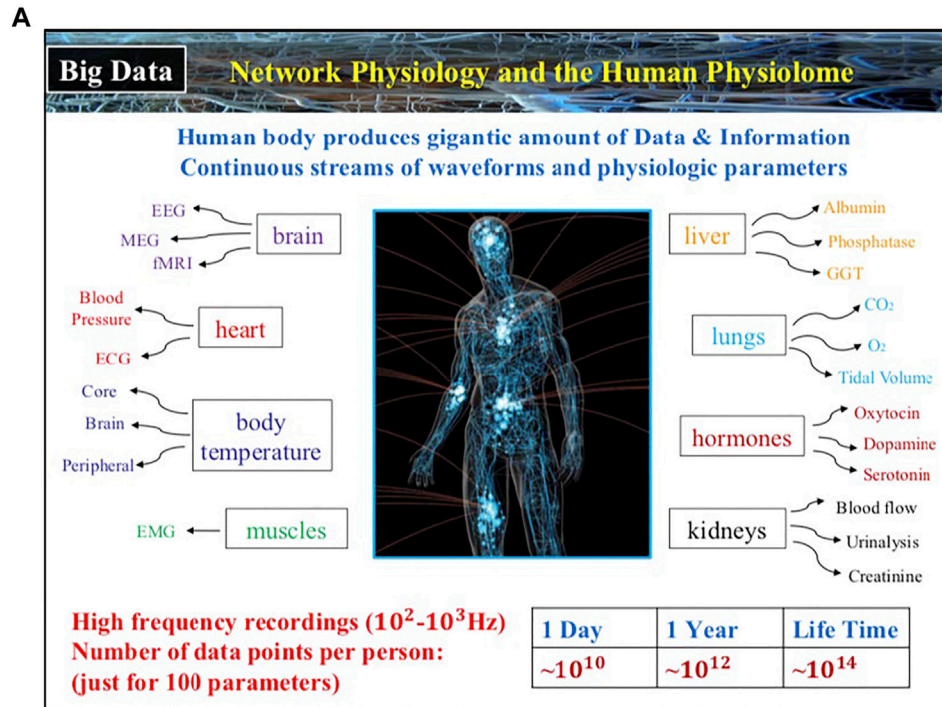 A
Big Data
Network Physiology and the Human Physiolome
Human body produces gigantic amount of Data & Information
Continuous streams of waveforms and physiologic parameters
EEG
MEG
fMRI
brain
Blood
Pressure
ECG
heart
Core
Brain
Peripheral
body
temperature
EMG
muscles
liver
Albumin
Phosphatase
GGT
lungs
CO₂
O₂
Tidal Volume
hormones
Oxytocin
Dopamine
Serotonin
kidneys
Blood flow
Urinalysis
Creatinine
High frequency recordings (10²-10³Hz)
Number of data points per person:
(just for 100 parameters)
1 Day 1 Year Life Time
~10¹⁰ ~10¹² ~10¹⁴